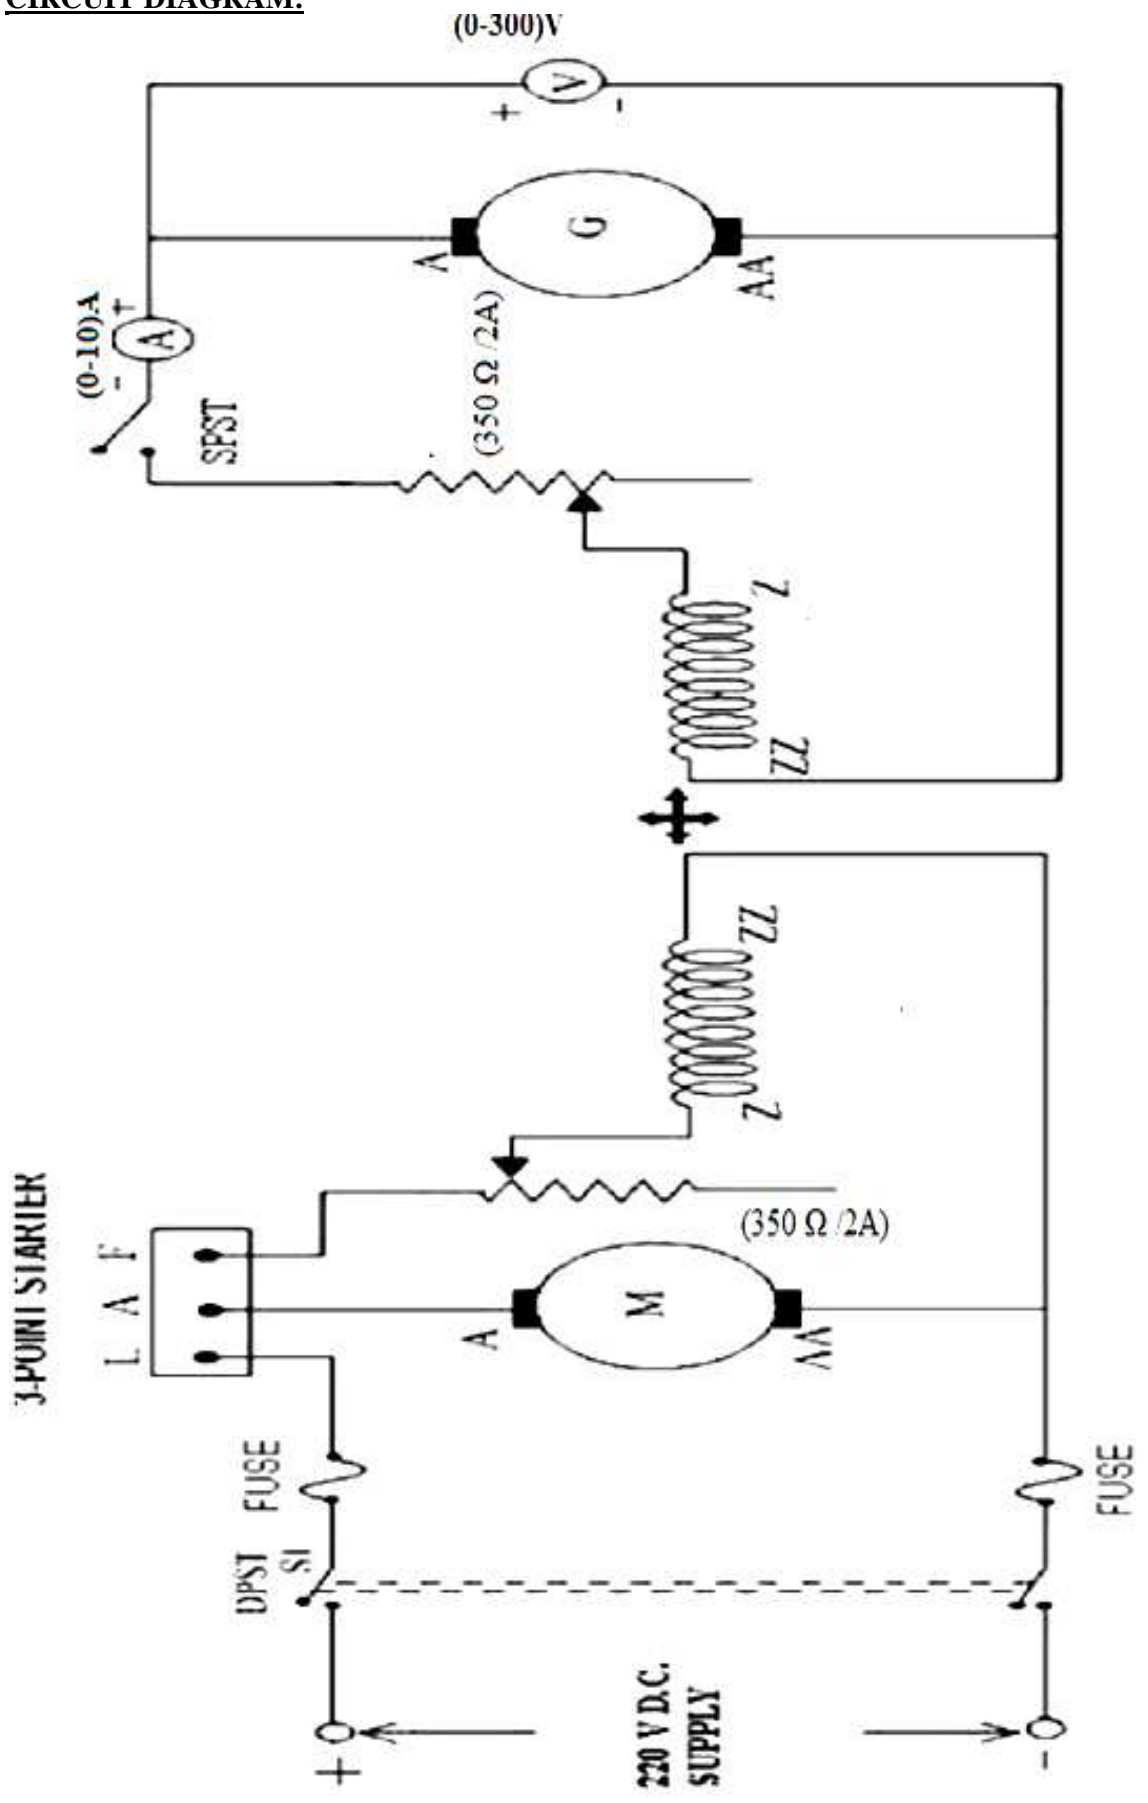 CIRCUIT DIAGRAM:
(0-300)V
+ V -
G
A
AA
(0-10)A
+ A -
SPST
(350 Ω /2A)
Z
ZZ
ZZ
Z
3-POINT STARTER
L A F
(350 Ω /2A)
M
A
AA
FUSE
FUSE
DPST
S1
220 V D.C.
SUPPLY
+
-